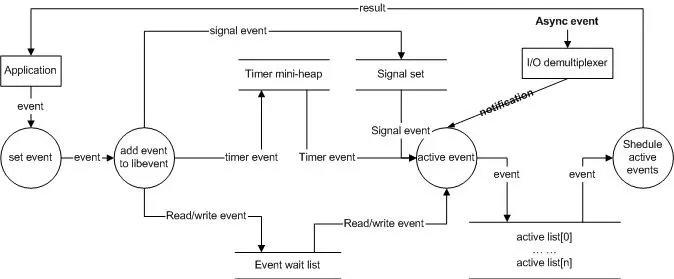 result
Async event
signal event
Application
Timer mini-heap
Signal set
I/O demultiplexer
event
notification
Signal event
set event
event
add event
to libevent
timer event
Timer event
active event
event
event
Shedule
active
events
Read/write event
Read/write event
active list[0]
... ...
active list[n]
Event wait list